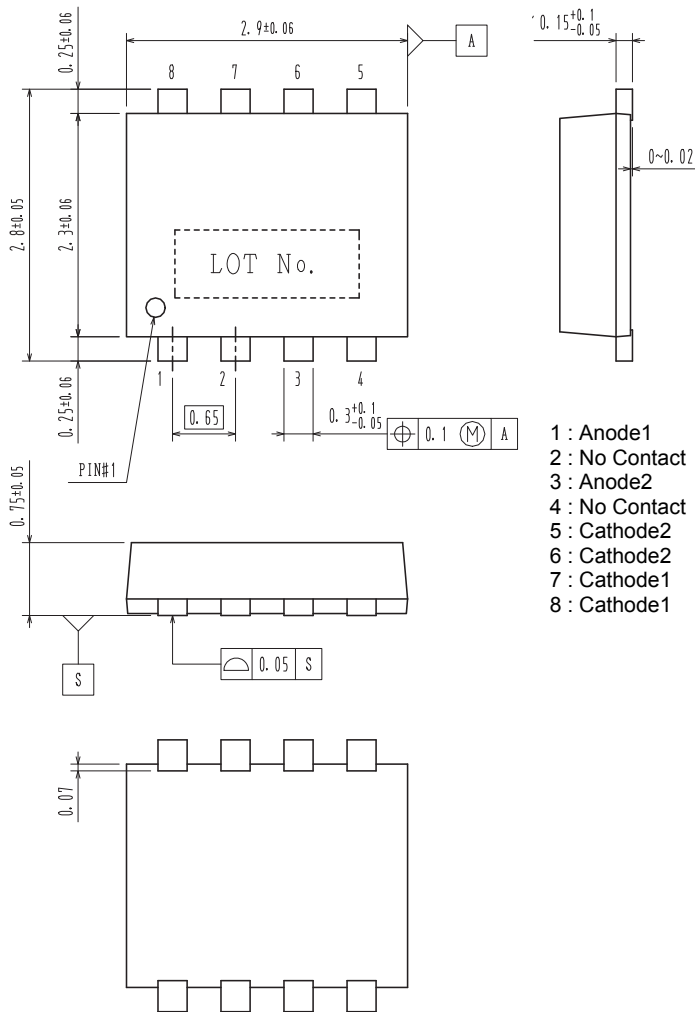 2.9±0.06
A
0.15+0.1 -0.05
0.25±0.06
8 7 6 5
0~0.02
2.8±0.05
2.3±0.06
LOT No.
0.25±0.06
1 2 3 4
0.65
0.3+0.1 -0.05
0.1 M A
PIN#1
1 : Anode1
2 : No Contact
3 : Anode2
4 : No Contact
5 : Cathode2
6 : Cathode2
7 : Cathode1
8 : Cathode1
0.75±0.05
0.05 S
S
0.07